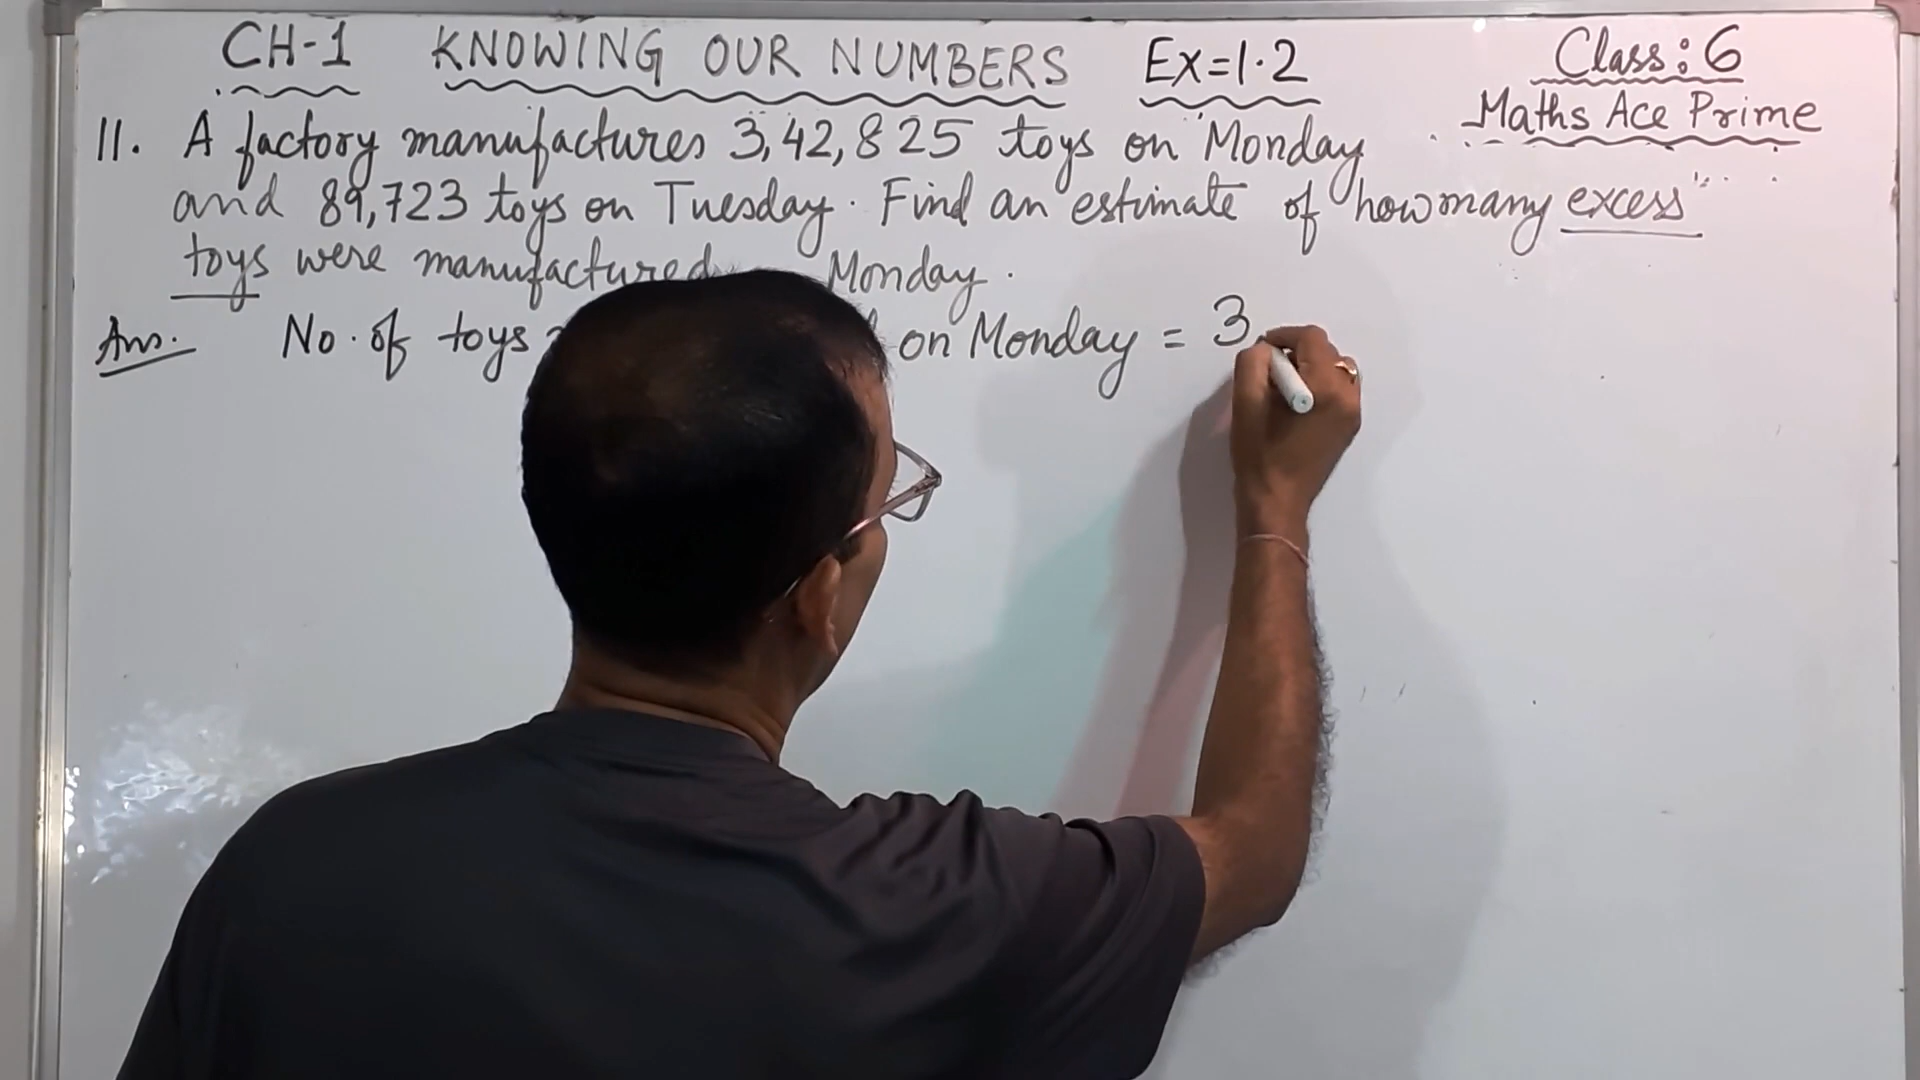 CH-1 KNOWING OUR NUMBERS Ex=1.2 Class: 6
Maths Ace Prime
11. A factory manufactures 3,42,825 toys on Monday
and 89,723 toys on Tuesday. Find an estimate of how many excess
toys were manufactured Monday.
Ans. No. of toys on Monday = 3,